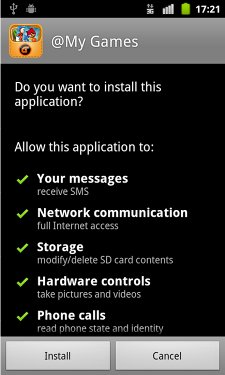 17:21
@My Games
Do you want to install this
application?
Allow this application to:
Your messages
receive SMS
Network communication
full Internet access
Storage
modify/delete SD card contents
Hardware controls
take pictures and videos
Phone calls
read phone state and identity
Install
Cancel